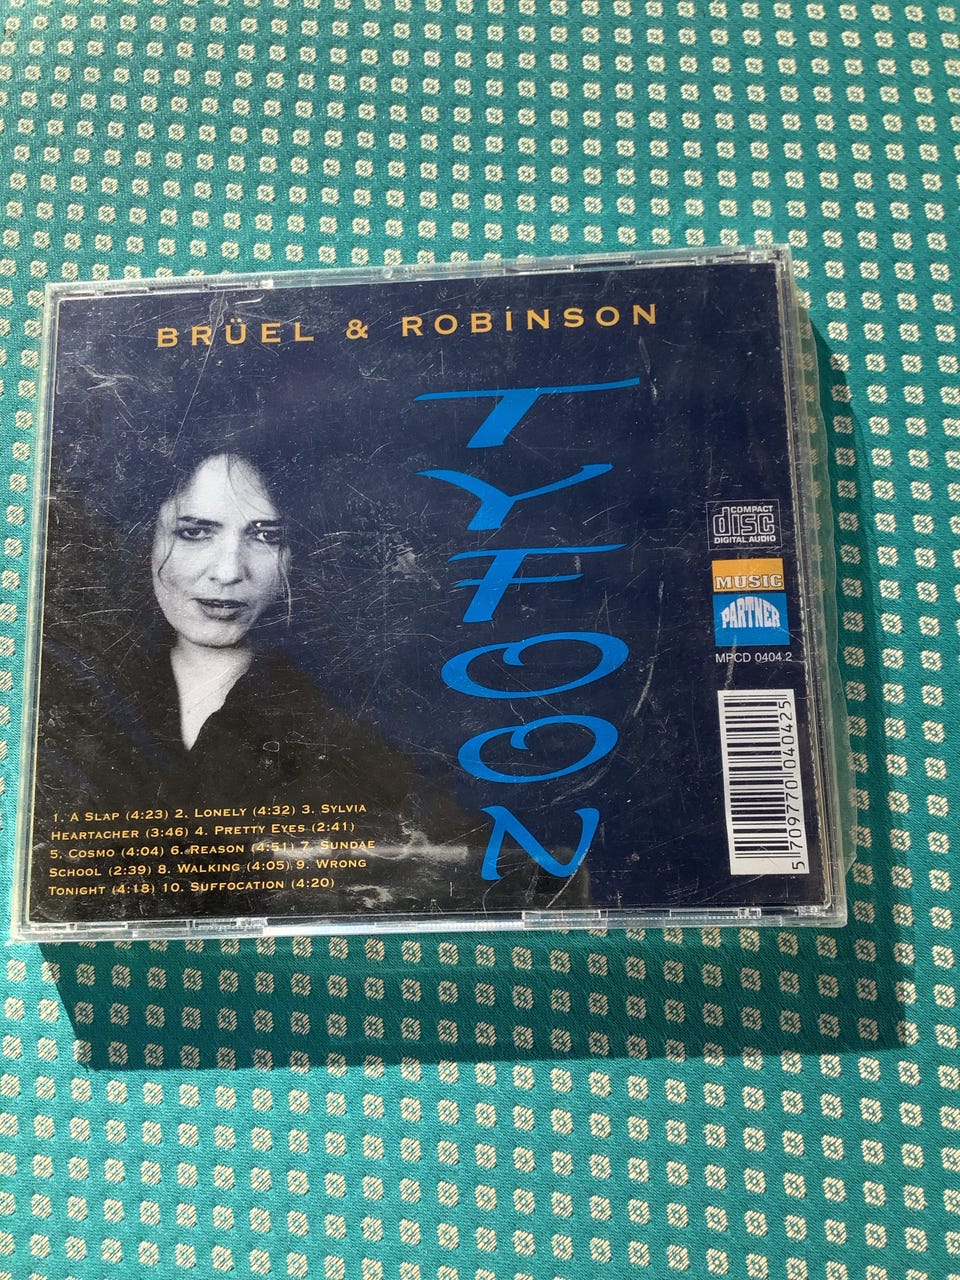 BRÜEL & ROBINSON
TYFOON
COMPACT
disc
DIGITAL AUDIO
MUSIC
PARTNER
MPCD 0404.2
5 709770 040425
1. A SLAP (4:23) 2. LONELY (4:32) 3. SYLVIA
HEARTACHER (3:46) 4. PRETTY EYES (2:41)
5. COSMO (4:04) 6. REASON (4:51) 7. SUNDAE
SCHOOL (2:39) 8. WALKING (4:05) 9. WRONG
TONIGHT (4:18) 10. SUFFOCATION (4:20)